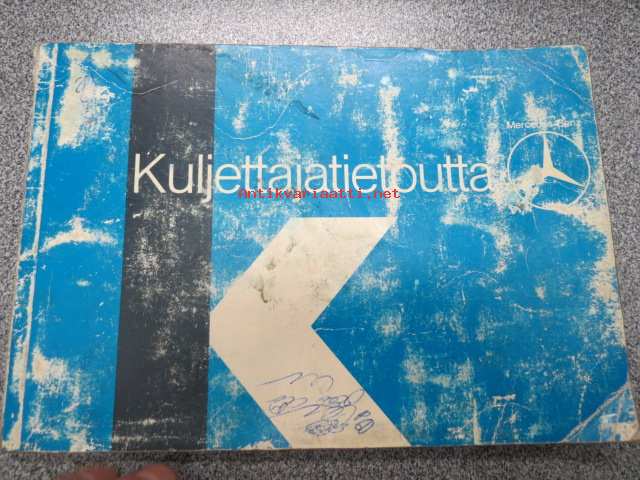 Mercedes-Benz
Kuljettajatietoutta
Antikvariaatti.net